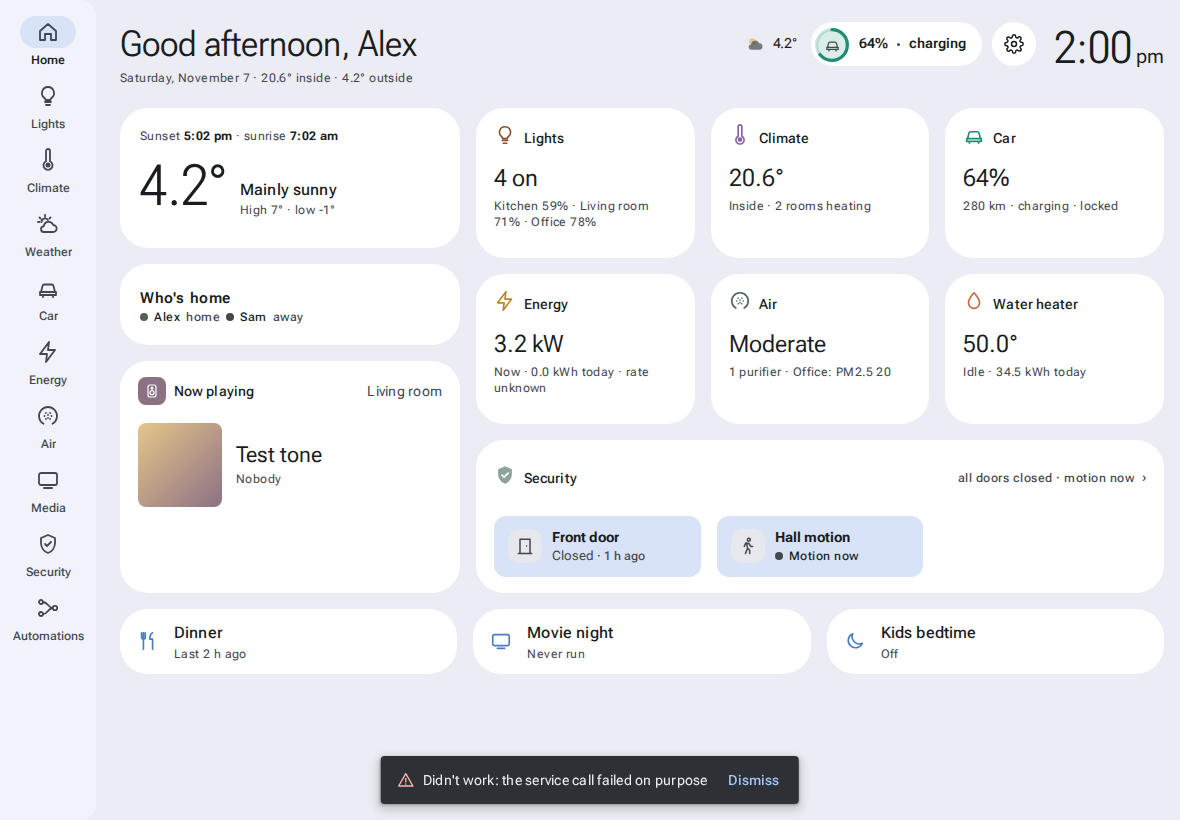 Home
Lights
Climate
Weather
Car
Energy
Air
Media
Security
Automations
Good afternoon, Alex
Saturday, November 7 · 20.6° inside · 4.2° outside
4.2°
64% · charging
2:00 pm
Sunset 5:02 pm · sunrise 7:02 am
4.2°
Mainly sunny
High 7° · low -1°
Who's home
Alex home Sam away
Now playing
Living room
Test tone
Nobody
Lights
4 on
Kitchen 59% · Living room
71% · Office 78%
Climate
20.6°
Inside · 2 rooms heating
Car
64%
280 km · charging · locked
Energy
3.2 kW
Now · 0.0 kWh today · rate
unknown
Air
Moderate
1 purifier · Office: PM2.5 20
Water heater
50.0°
Idle · 34.5 kWh today
Security
all doors closed · motion now ›
Front door
Closed · 1 h ago
Hall motion
Motion now
Dinner
Last 2 h ago
Movie night
Never run
Kids bedtime
Off
Didn't work: the service call failed on purpose
Dismiss